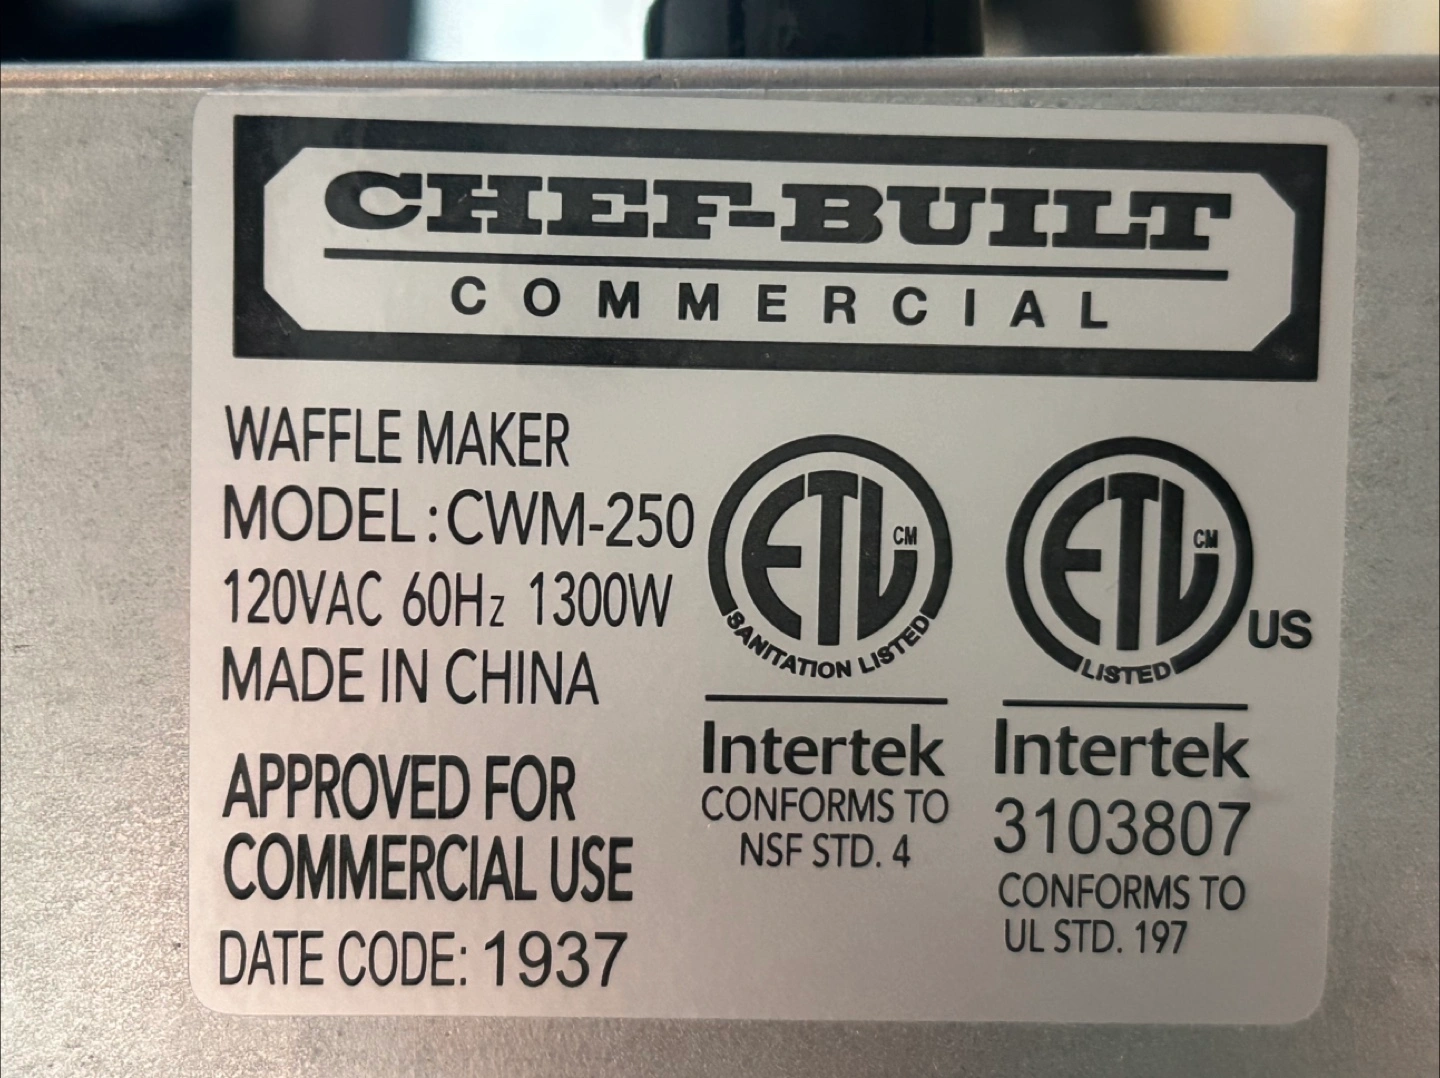 CHEF-BUILT
COMMERCIAL
WAFFLE MAKER
MODEL:CWM-250
120VAC 60Hz 1300W
MADE IN CHINA
APPROVED FOR
COMMERCIAL USE
DATE CODE: 1937
ETL CM
SANITATION LISTED
Intertek
CONFORMS TO
NSF STD. 4
ETL CM
LISTED
US
Intertek
3103807
CONFORMS TO
UL STD. 197